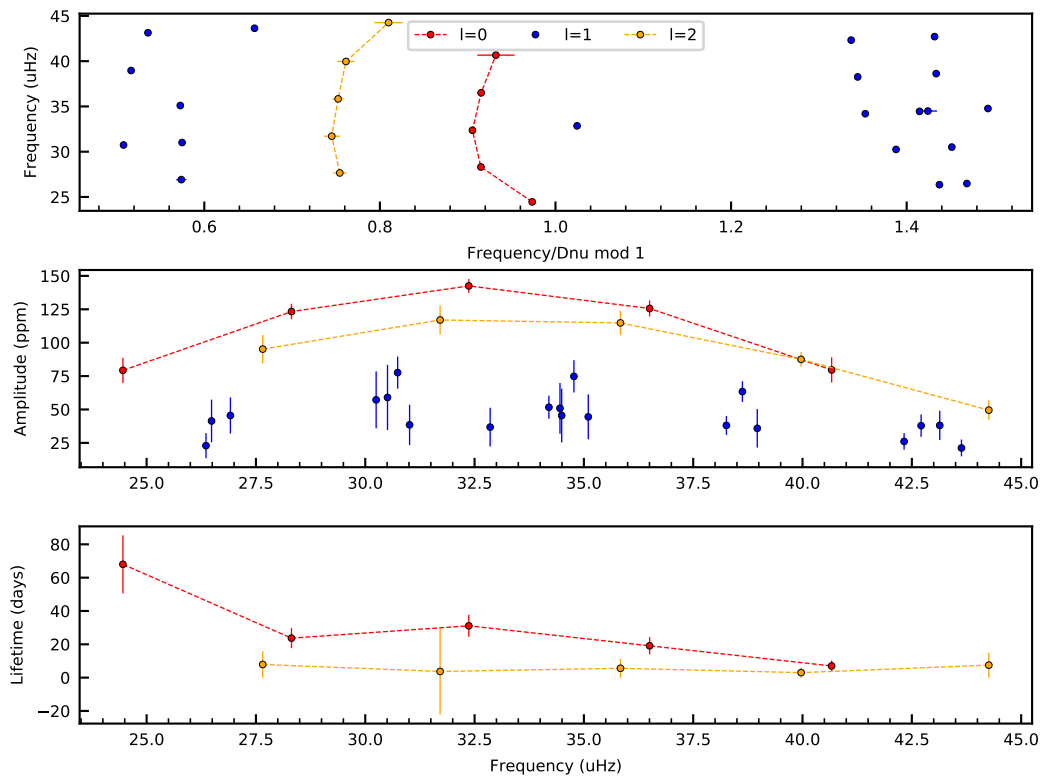 45
40
35
30
25
Frequency (uHz)
l=0 l=1 l=2
0.6 0.8 1.0 1.2 1.4
Frequency/Dnu mod 1
150
125
100
75
50
25
Amplitude (ppm)
25.0 27.5 30.0 32.5 35.0 37.5 40.0 42.5 45.0
80
60
40
20
0
−20
Lifetime (days)
25.0 27.5 30.0 32.5 35.0 37.5 40.0 42.5 45.0
Frequency (uHz)